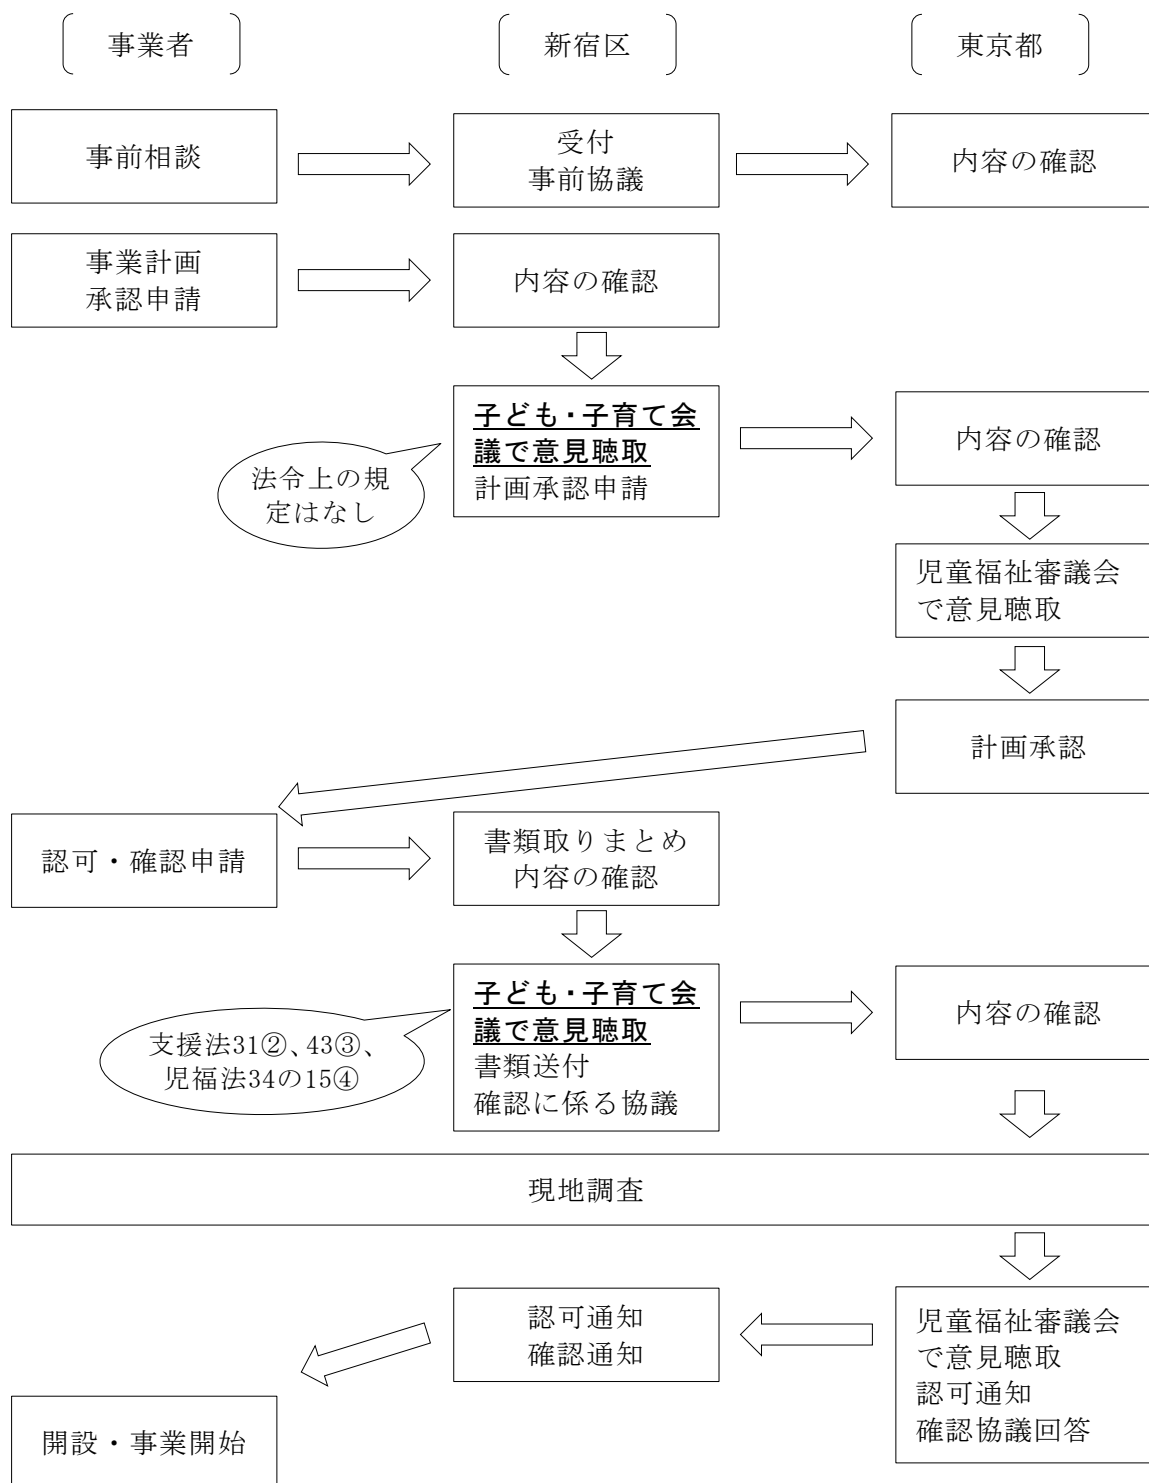 事業者
新宿区
東京都
事前相談
受付
事前協議
内容の確認
事業計画
承認申請
内容の確認
子ども・子育て会
議で意見聴取
計画承認申請
法令上の規
定はなし
内容の確認
児童福祉審議会
で意見聴取
計画承認
認可・確認申請
書類取りまとめ
内容の確認
子ども・子育て会
議で意見聴取
書類送付
確認に係る協議
支援法31②、43③、
児福法34の15④
内容の確認
現地調査
児童福祉審議会
で意見聴取
認可通知
確認協議回答
認可通知
確認通知
開設・事業開始